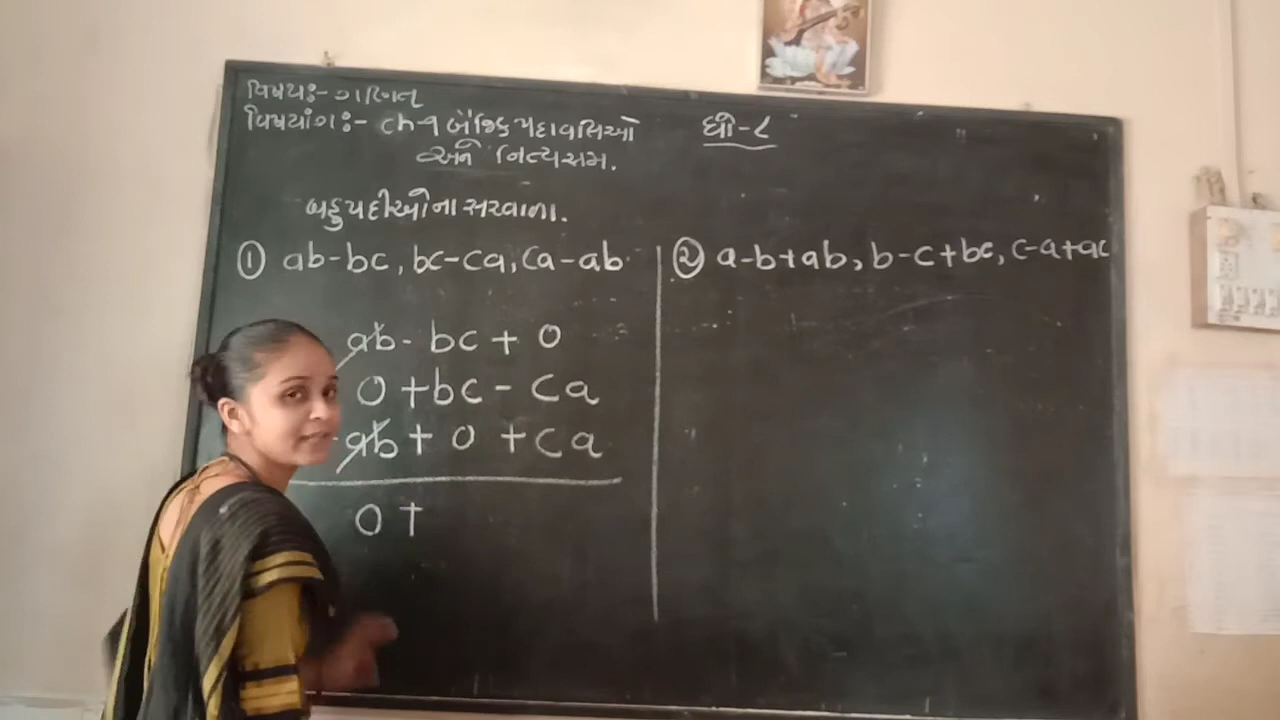 વિષય:- ગણિત
વિષયાંગ:- ch-૧ બૈજિક પદાવલિઓ
અને નિત્યસમ.
ધો-૮
બહુપદીઓના સરવાળા.
① ab-bc, bc-ca, ca-ab.
ab- bc + 0
0 +bc - ca
-ab + 0 + ca
0 +
② a-b+ab, b-c+bc, c-a+ac